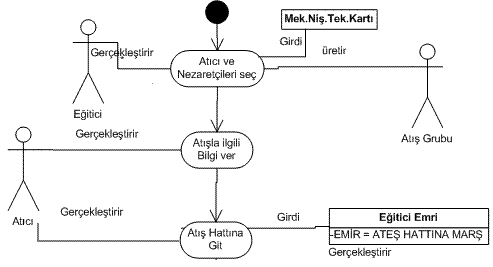 Mek.Niş.Tek.Kartı
Gerçekleştirir
Girdi
üretir
Atıcı ve
Nezaretçileri seç
Eğitici
Atış Grubu
Gerçekleştirir
Atışla ilgili
Bilgi ver
Gerçekleştirir
Atıcı
Girdi
Eğitici Emri
Atış Hattına
Git
-EMİR = ATEŞ HATTINA MARŞ
Gerçekleştirir